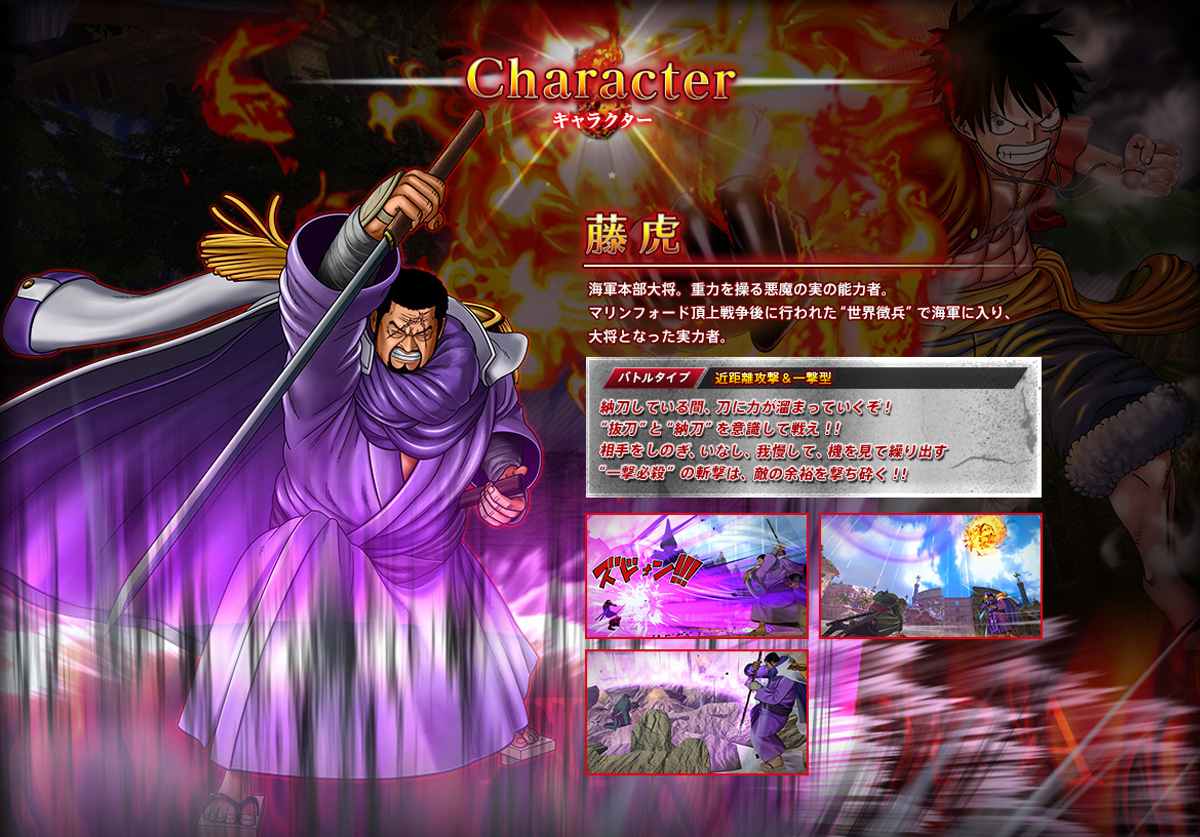 Character
キャラクター
藤虎
海軍本部大将。重力を操る悪魔の実の能力者。
マリンフォード頂上戦争後に行われた“世界徴兵”で海軍に入り、
大将となった実力者。
バトルタイプ 近距離攻撃&一撃型
納刀している間、刀に力が溜まっていくぞ!
“抜刀”と“納刀”を意識して戦え!!
相手をしのぎ、いなし、我慢して、機を見て繰り出す
“一撃必殺”の斬撃は、敵の余裕を撃ち砕く!!
ズドォン!!!